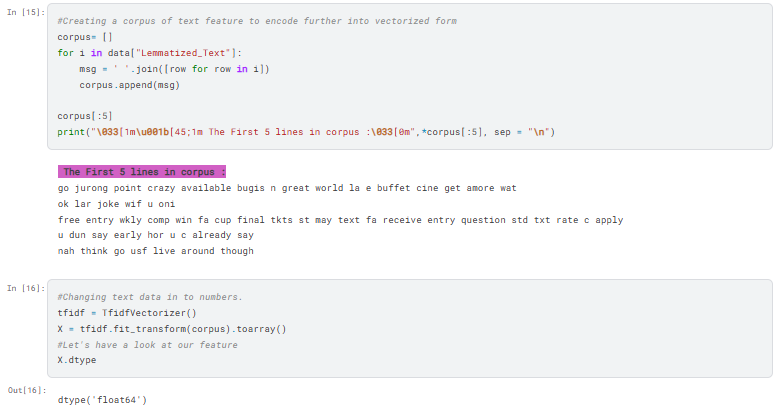 In [15]:
#Creating a corpus of text feature to encode further into vectorized form
corpus= []
for i in data["Lemmatized_Text"]:
    msg = ' '.join([row for row in i])
    corpus.append(msg)

corpus[:5]
print("\033[1m\u001b[45;1m The First 5 lines in corpus :\033[0m",*corpus[:5], sep = "\n")
The First 5 lines in corpus :
go jurong point crazy available bugis n great world la e buffet cine get amore wat
ok lar joke wif u oni
free entry wkly comp win fa cup final tkts st may text fa receive entry question std txt rate c apply
u dun say early hor u c already say
nah think go usf live around though
In [16]:
#Changing text data in to numbers.
tfidf = TfidfVectorizer()
X = tfidf.fit_transform(corpus).toarray()
#Let's have a look at our feature
X.dtype
Out[16]:
dtype('float64')